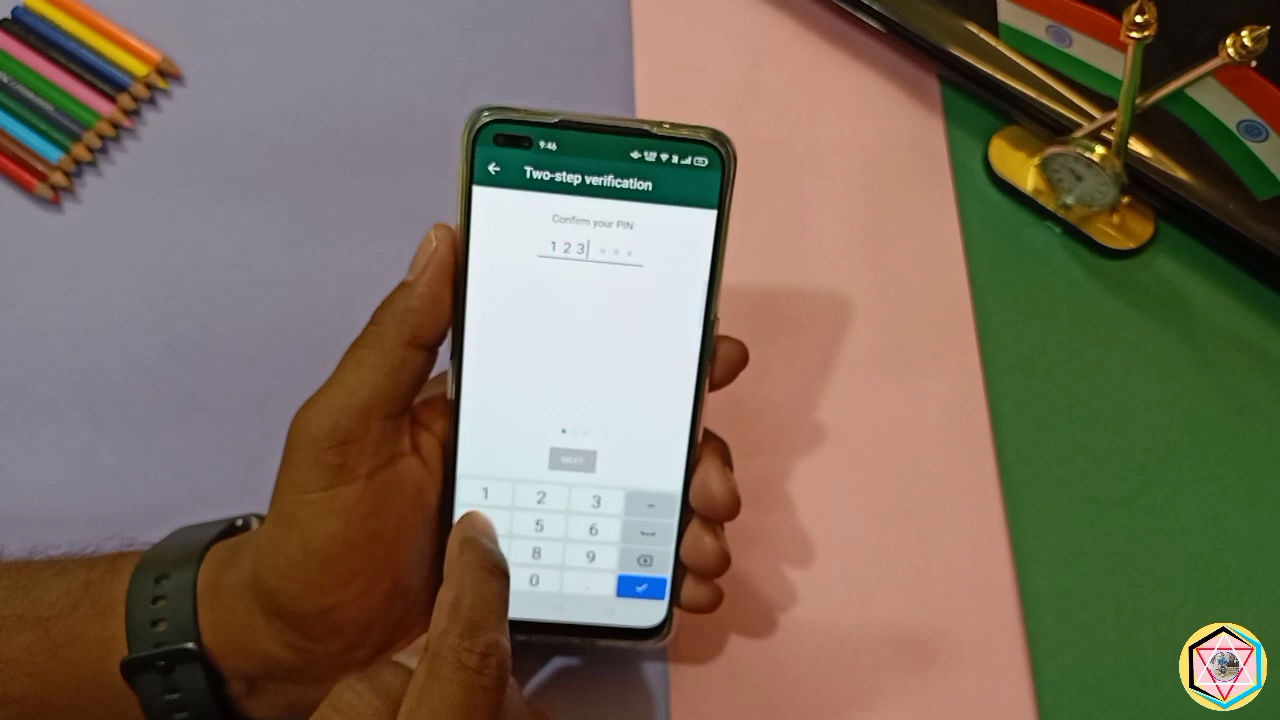 9:46
Two-step verification
Confirm your PIN:
1 2 3 * * *
NEXT
1 2 3 -
5 6
8 9
0 .